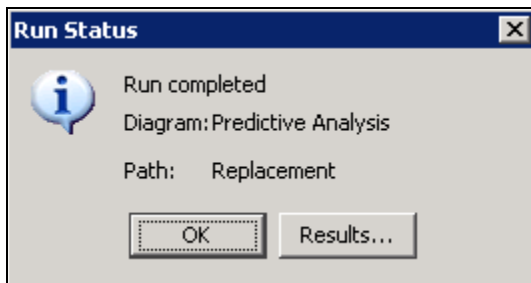 Run Status
Run completed
Diagram: Predictive Analysis
Path: Replacement
OK Results...